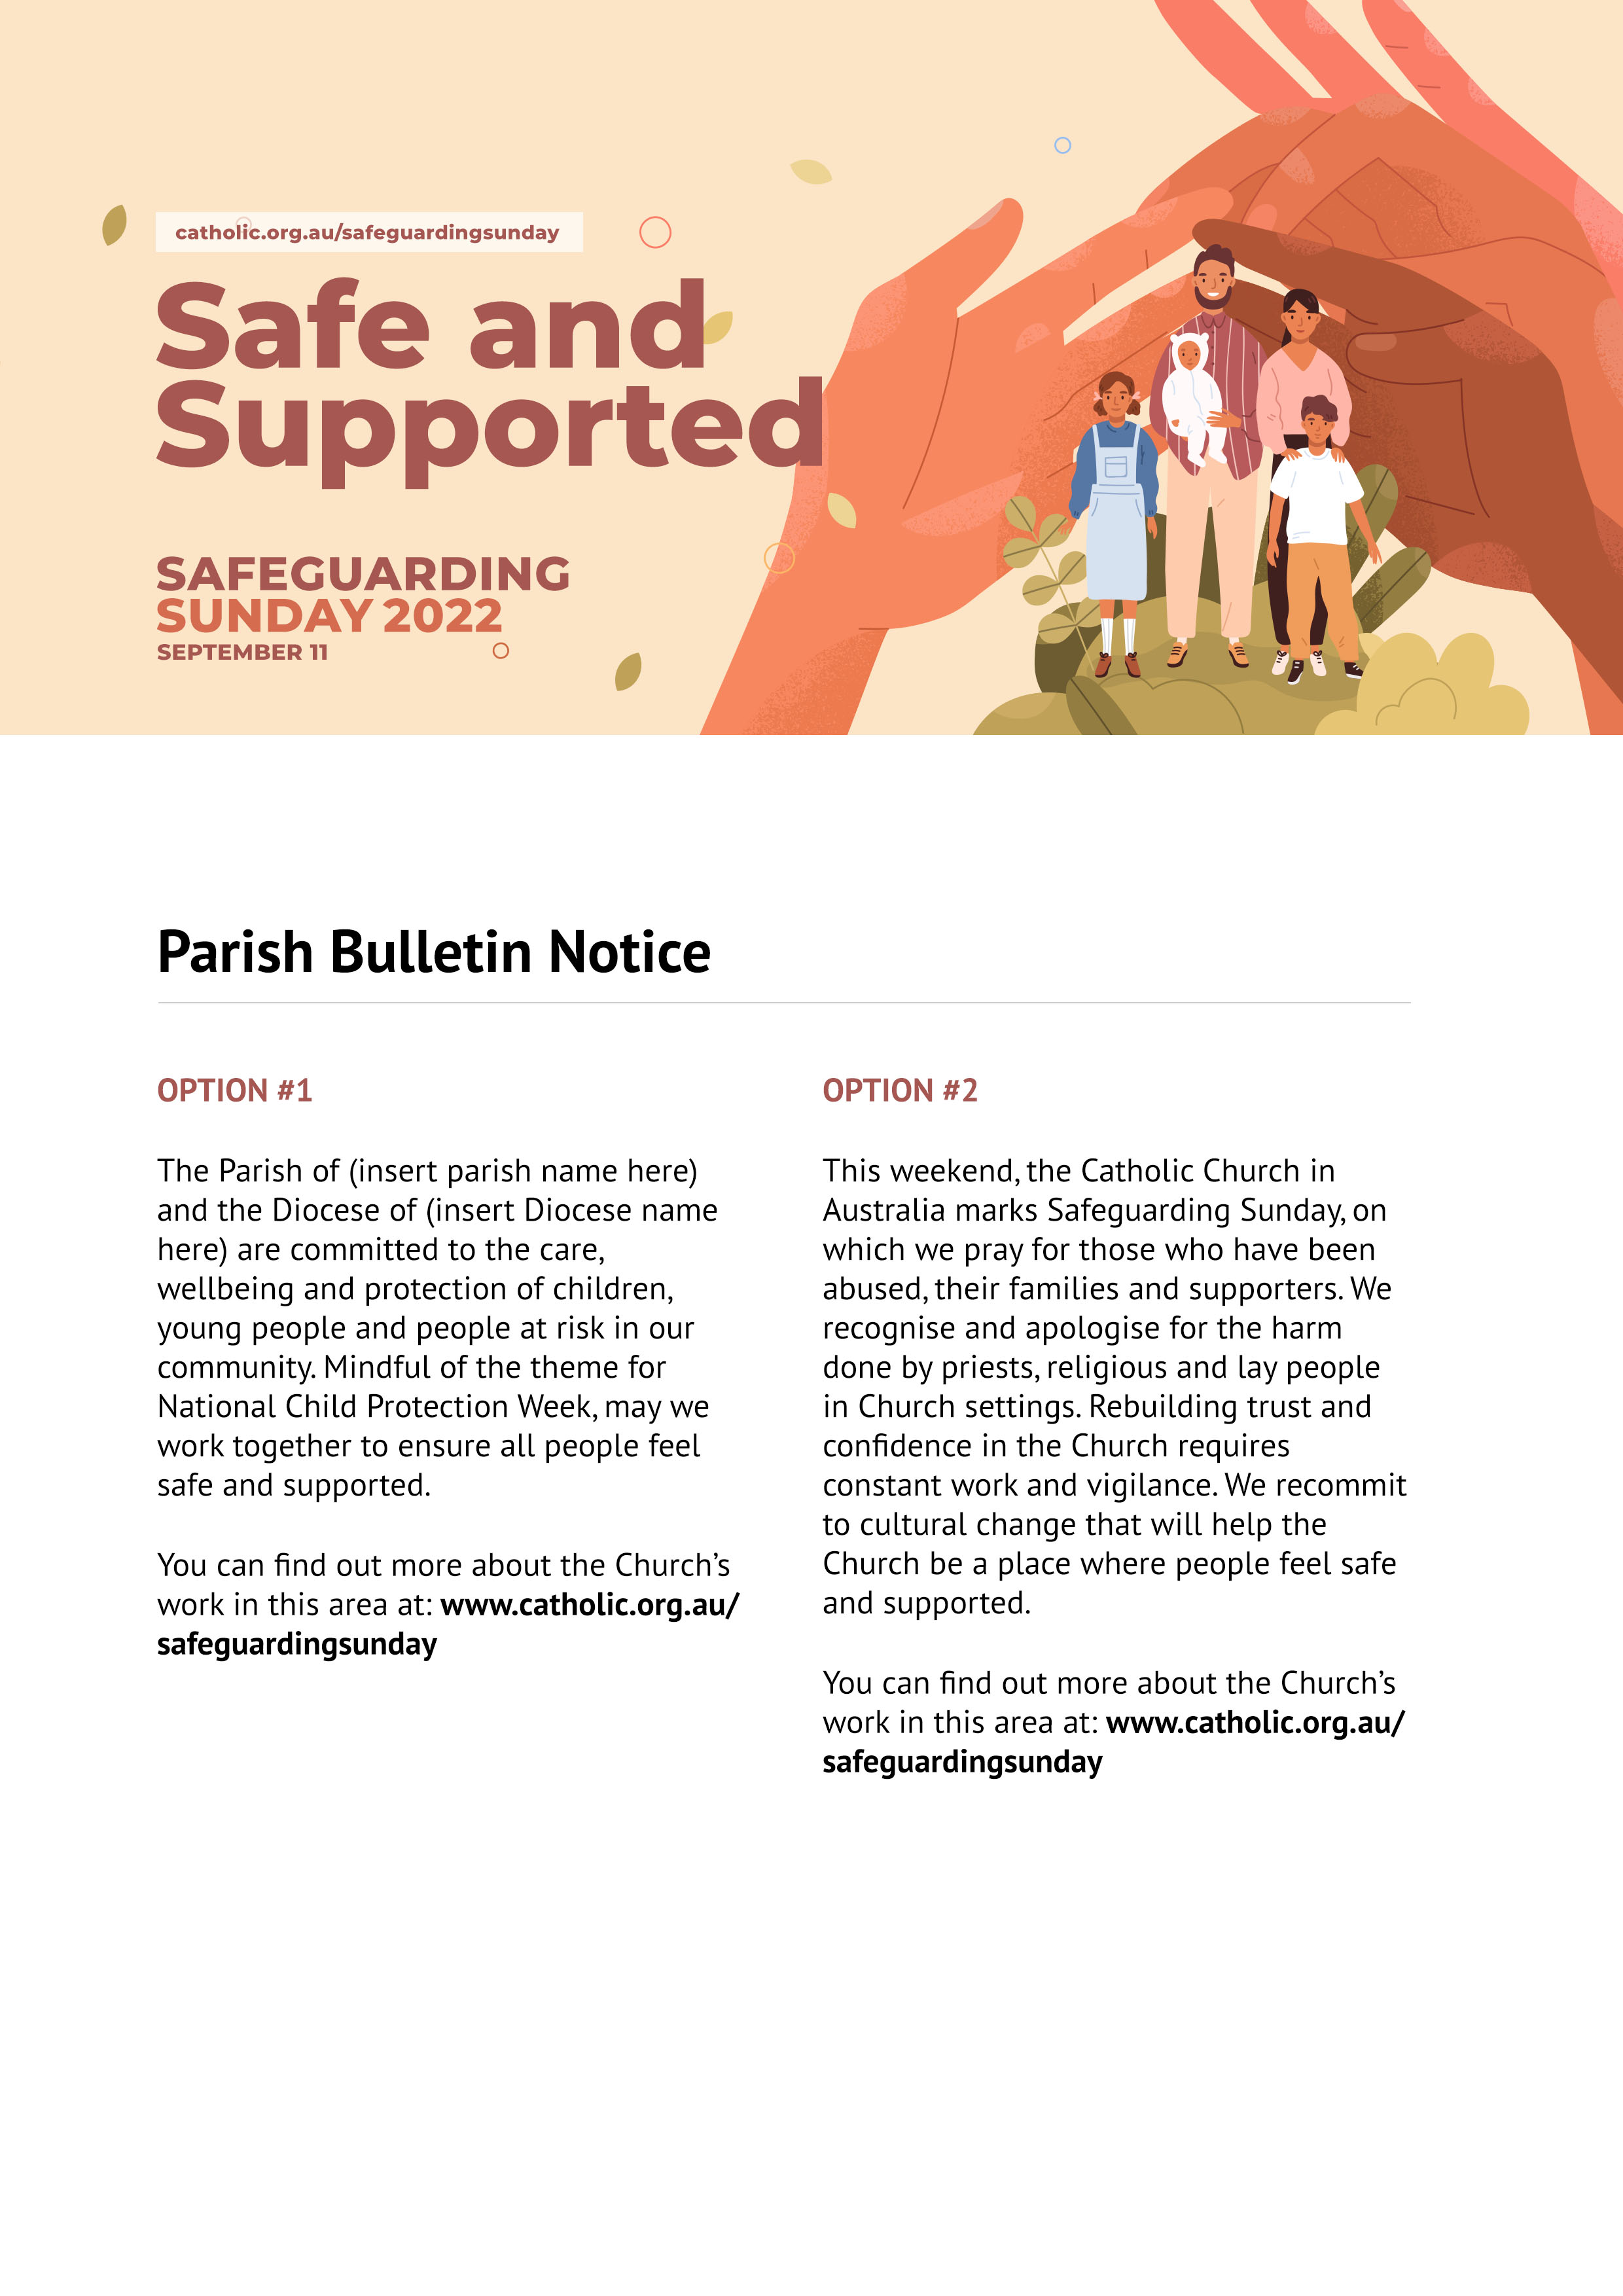 catholic.org.au/safeguardingsunday
Safe and
Supported
SAFEGUARDING
SUNDAY 2022
SEPTEMBER 11
Parish Bulletin Notice
OPTION #1
The Parish of (insert parish name here)
and the Diocese of (insert Diocese name
here) are committed to the care,
wellbeing and protection of children,
young people and people at risk in our
community. Mindful of the theme for
National Child Protection Week, may we
work together to ensure all people feel
safe and supported.
You can find out more about the Church’s
work in this area at: www.catholic.org.au/
safeguardingsunday
OPTION #2
This weekend, the Catholic Church in
Australia marks Safeguarding Sunday, on
which we pray for those who have been
abused, their families and supporters. We
recognise and apologise for the harm
done by priests, religious and lay people
in Church settings. Rebuilding trust and
confidence in the Church requires
constant work and vigilance. We recommit
to cultural change that will help the
Church be a place where people feel safe
and supported.
You can find out more about the Church’s
work in this area at: www.catholic.org.au/
safeguardingsunday